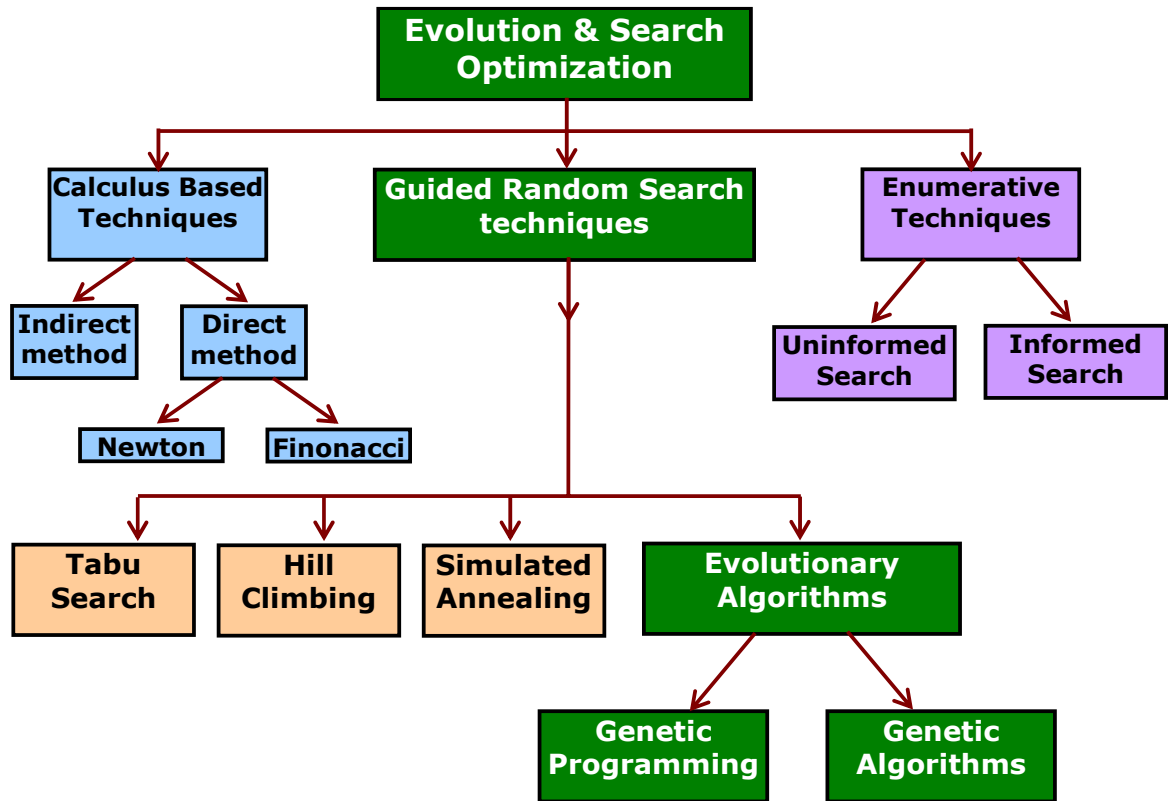 Evolution & Search
Optimization
Calculus Based
Techniques
Guided Random Search
techniques
Enumerative
Techniques
Indirect
method
Direct
method
Uninformed
Search
Informed
Search
Newton
Finonacci
Tabu
Search
Hill
Climbing
Simulated
Annealing
Evolutionary
Algorithms
Genetic
Programming
Genetic
Algorithms